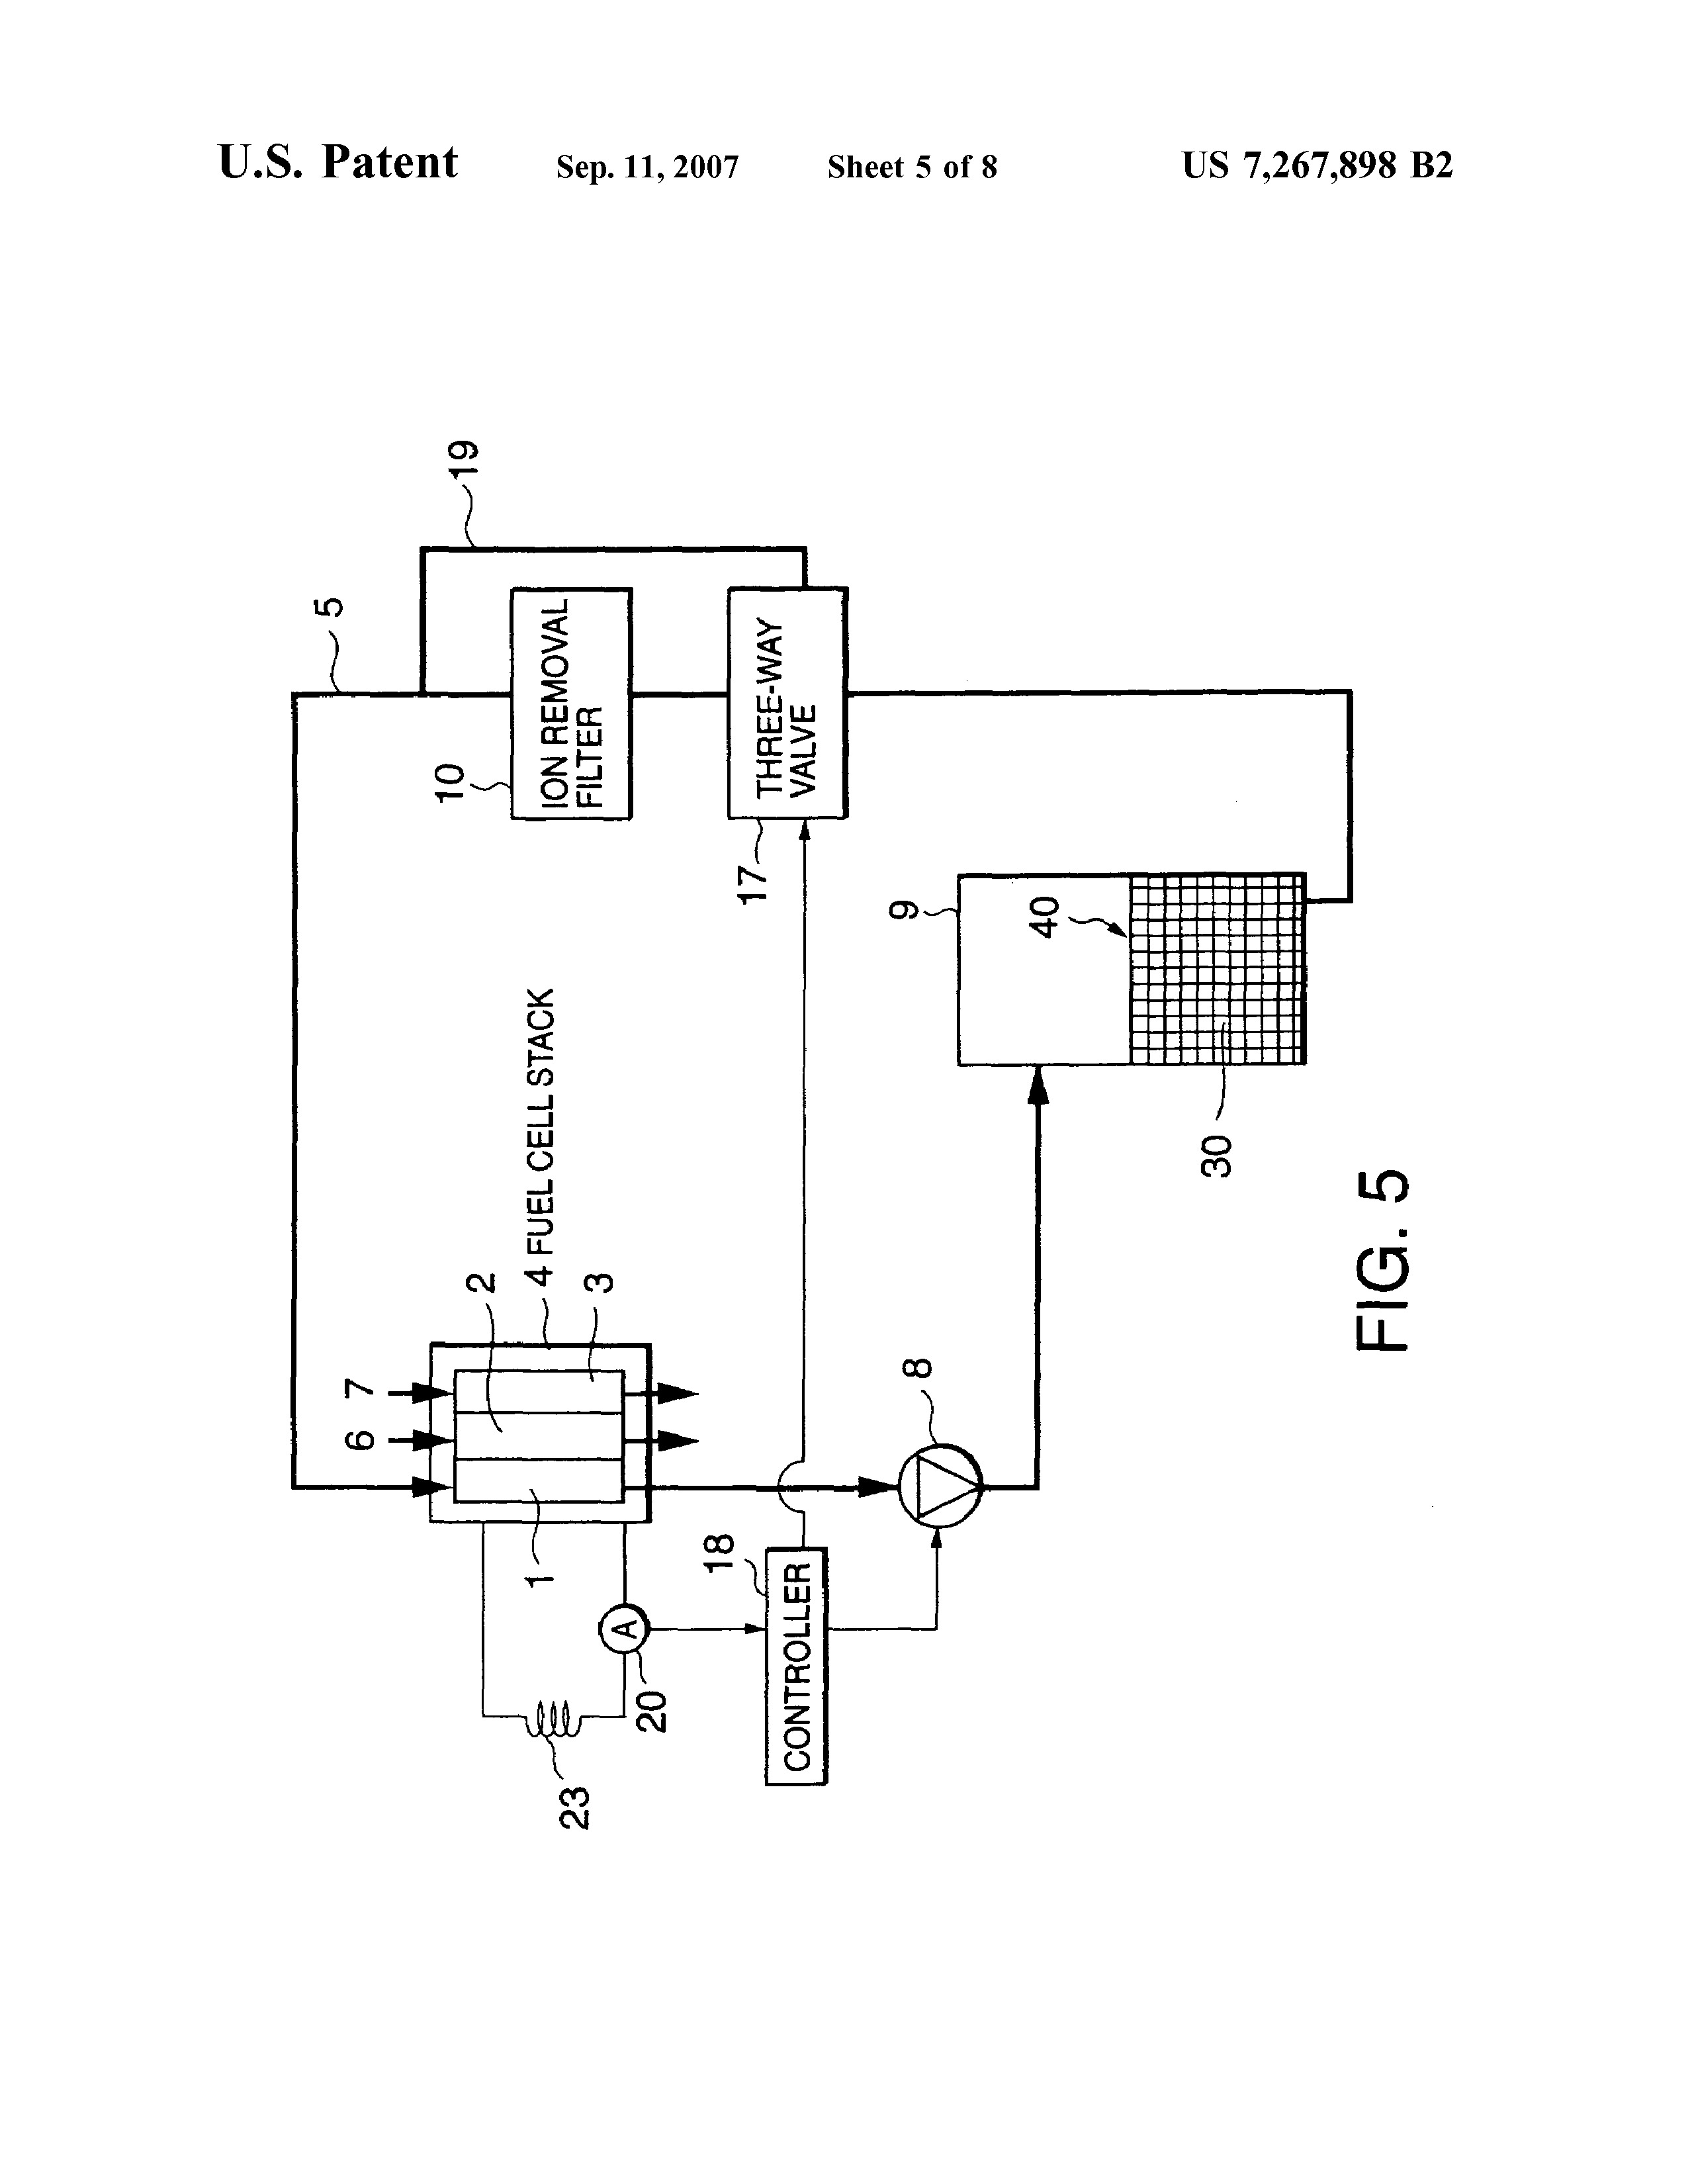 U.S. Patent Sep. 11, 2007 Sheet 5 of 8 US 7,267,898 B2
23
20
A
CONTROLLER
18
1
6
7
2
4 FUEL CELL STACK
3
8
5
19
10
ION REMOVAL
FILTER
17
THREE-WAY
VALVE
9
40
30
FIG. 5